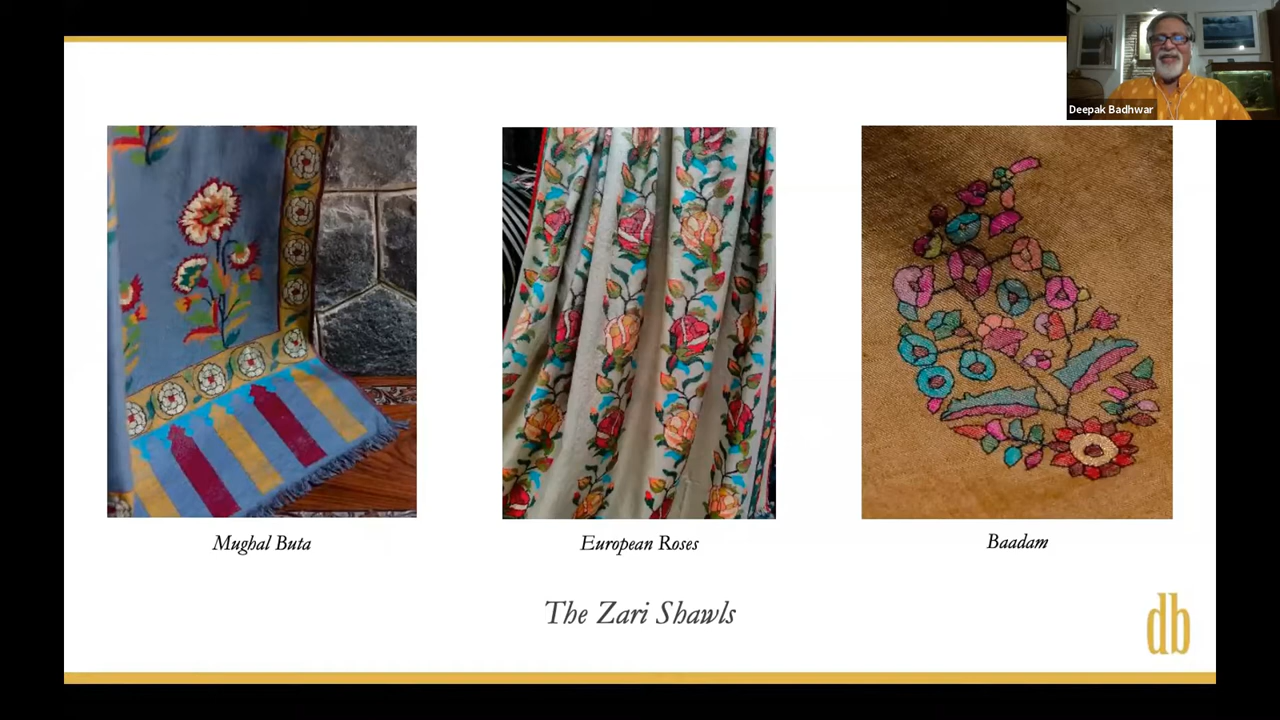 Deepak Badhwar
Mughal Buta
European Roses
Baadam
The Zari Shawls
db